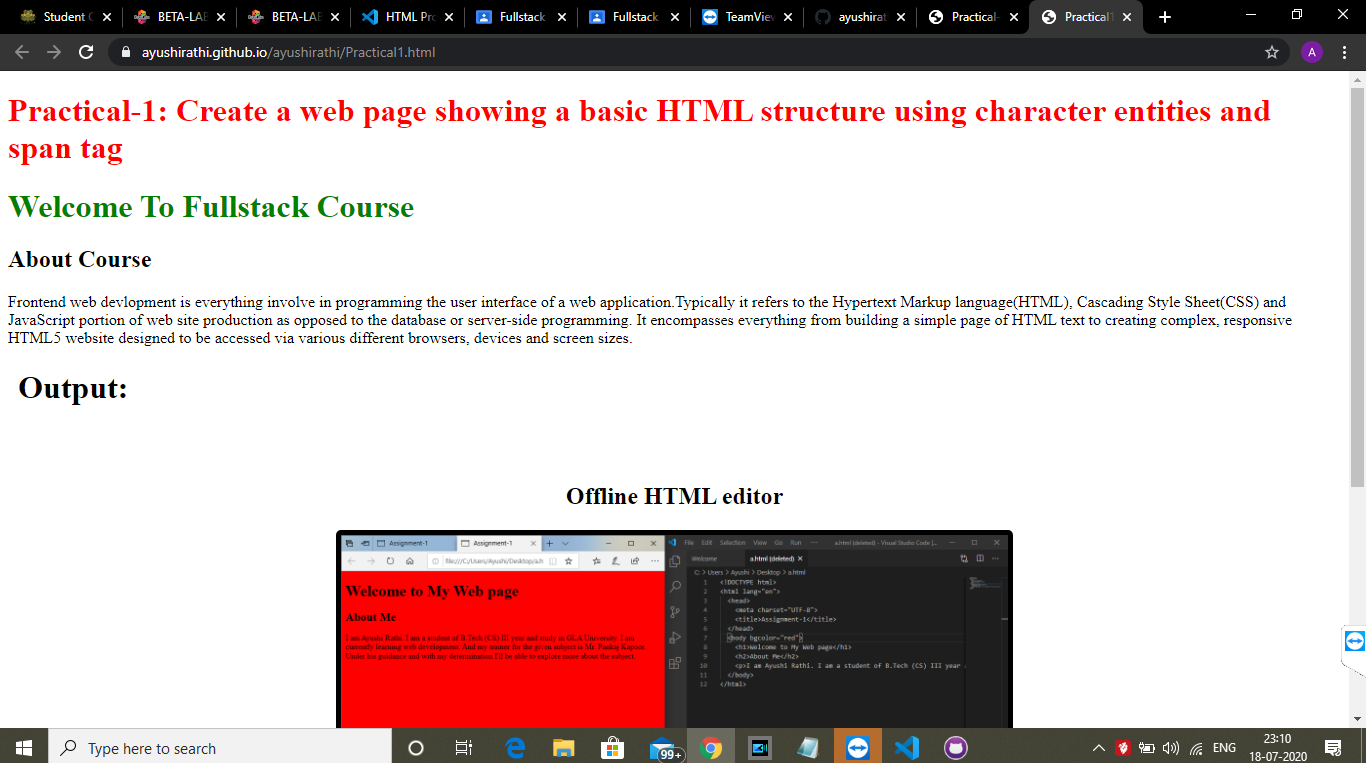 Student
BETA-LAB
BETA-LAB
HTML Pro
Fullstack
Fullstack
TeamView
ayushirat
Practical-
Practical1
ayushirathi.github.io/ayushirathi/Practical1.html
A
Practical-1: Create a web page showing a basic HTML structure using character entities and
span tag
Welcome To Fullstack Course
About Course
Frontend web devlopment is everything involve in programming the user interface of a web application.Typically it refers to the Hypertext Markup language(HTML), Cascading Style Sheet(CSS) and
JavaScript portion of web site production as opposed to the database or server-side programming. It encompasses everything from building a simple page of HTML text to creating complex, responsive
HTML5 website designed to be accessed via various different browsers, devices and screen sizes.
Output:
Offline HTML editor
Assignment-1
Assignment-1
file:///C:/Users/Ayushi/Desktop/a.h
Welcome to My Web page
About Me
I am Ayushi Rathi. I am a student of B.Tech (CS) III year and study in GLA University. I am
currently learning web development. And my trainer for the given subject is Mr. Pankaj Kapoor.
Under his guidance and with my determination I'll be able to explore more about the subject.
File Edit Selection View Go Run ··· a.html (deleted) - Visual Studio Code [...
Welcome
a.html (deleted)
C: > Users > Ayushi > Desktop > a.html
1 <!DOCTYPE html>
2 <html lang="en">
3 <head>
4 <meta charset="UTF-8">
5 <title>Assignment-1</title>
6 </head>
7 <body bgcolor="red">
8 <h1>Welcome to My Web page</h1>
9 <h2>About Me</h2>
10 <p>I am Ayushi Rathi. I am a student of B.Tech (CS) III year
11 </body>
12 </html>
Type here to search
99+
ENG
23:10
18-07-2020